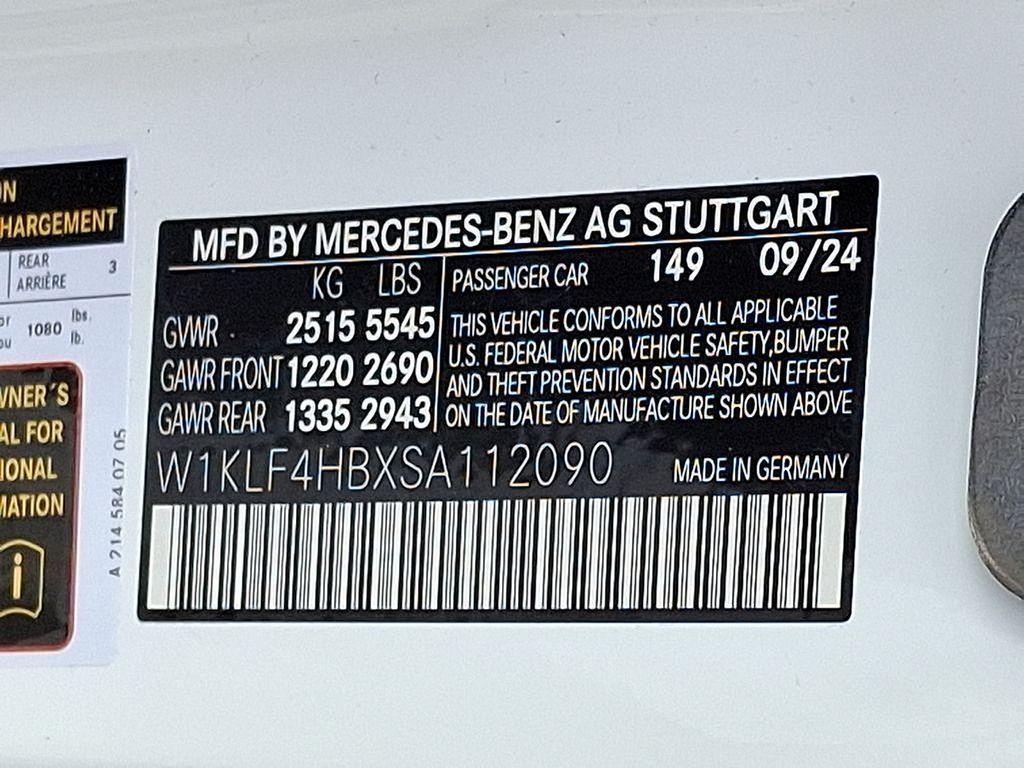 ON
HARGEMENT
REAR
ARRIÈRE 3
or 1080 lbs.
ou lb.
WNER´S
AL FOR
IONAL
MATION
i
A 214 584 07 05
MFD BY MERCEDES-BENZ AG STUTTGART
KG LBS
GVWR 2515 5545
GAWR FRONT 1220 2690
GAWR REAR 1335 2943
PASSENGER CAR 149 09/24
THIS VEHICLE CONFORMS TO ALL APPLICABLE
U.S. FEDERAL MOTOR VEHICLE SAFETY,BUMPER
AND THEFT PREVENTION STANDARDS IN EFFECT
ON THE DATE OF MANUFACTURE SHOWN ABOVE
W1KLF4HBXSA112090 MADE IN GERMANY